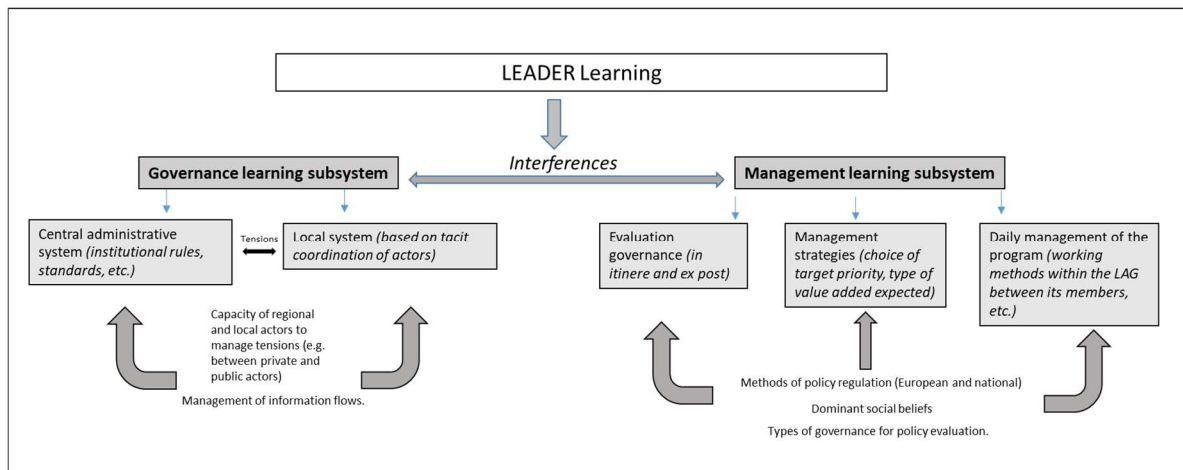 LEADER Learning
Interferences
Governance learning subsystem
Management learning subsystem
Central administrative
system (institutional rules,
standards, etc.)
Tensions
Local system (based on tacit
coordination of actors)
Evaluation
governance (in
itinere and ex post)
Management
strategies (choice of
target priority, type of
value added expected)
Daily management of the
program (working
methods within the LAG
between its members,
etc.)
Capacity of regional
and local actors to
manage tensions (e.g.
between private and
public actors)
Management of information flows.
Methods of policy regulation (European and national)
Dominant social beliefs
Types of governance for policy evaluation.